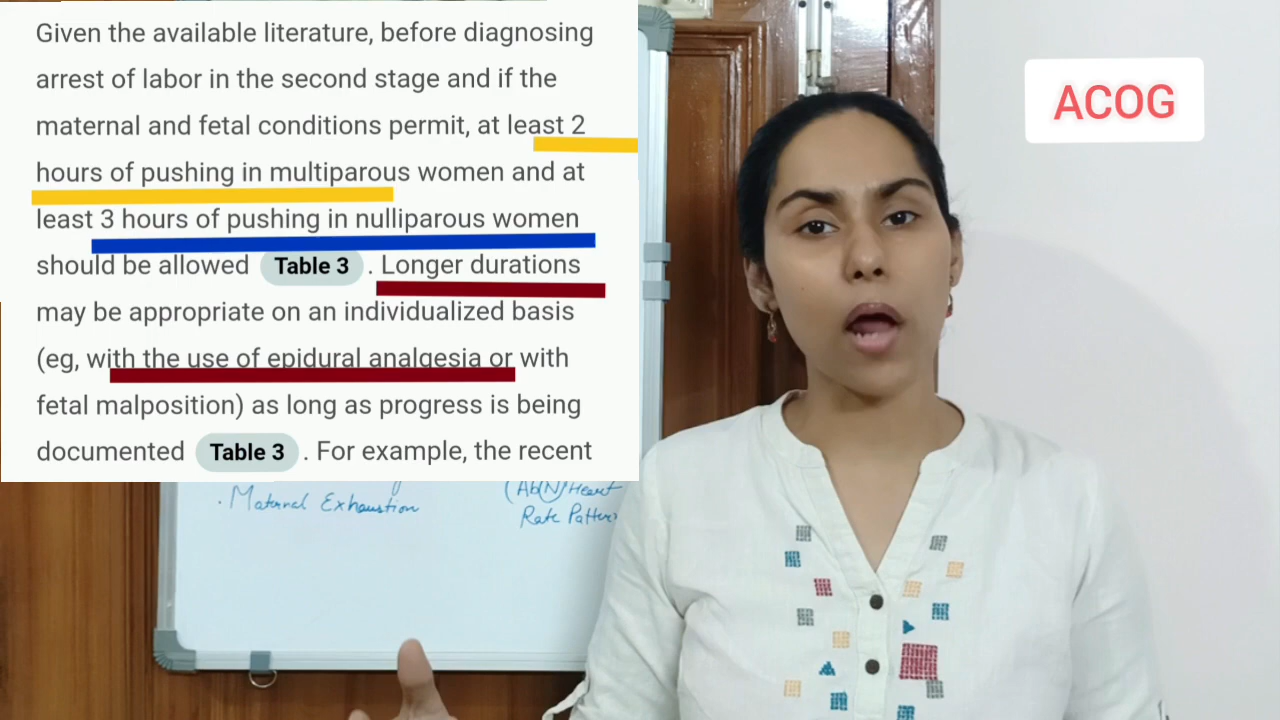 Given the available literature, before diagnosing
arrest of labor in the second stage and if the
maternal and fetal conditions permit, at least 2
hours of pushing in multiparous women and at
least 3 hours of pushing in nulliparous women
should be allowed Table 3 . Longer durations
may be appropriate on an individualized basis
(eg, with the use of epidural analgesia or with
fetal malposition) as long as progress is being
documented Table 3 . For example, the recent
ACOG
. Maternal Exhaustion
(Ab(N) Heart
Rate Pattern